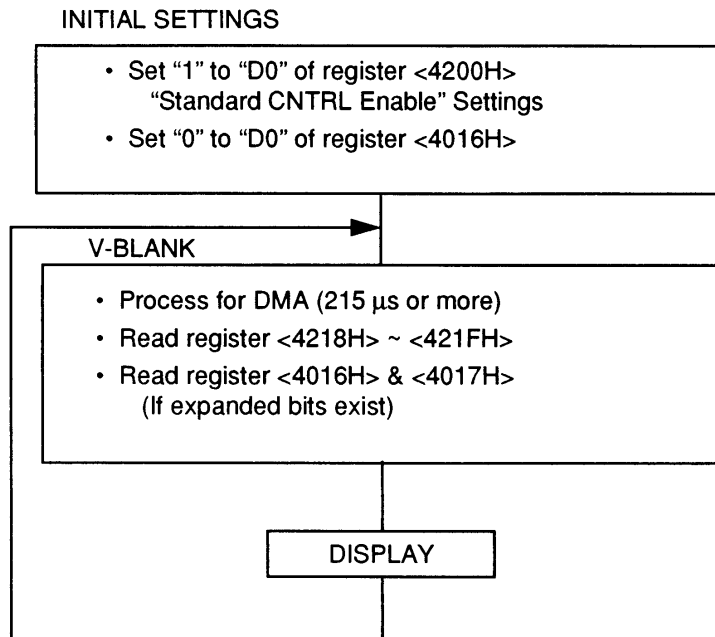 INITIAL SETTINGS
• Set “1” to “D0” of register <4200H>
“Standard CNTRL Enable” Settings
• Set “0” to “D0” of register <4016H>
V-BLANK
• Process for DMA (215 µs or more)
• Read register <4218H> ~ <421FH>
• Read register <4016H> & <4017H>
(If expanded bits exist)
DISPLAY